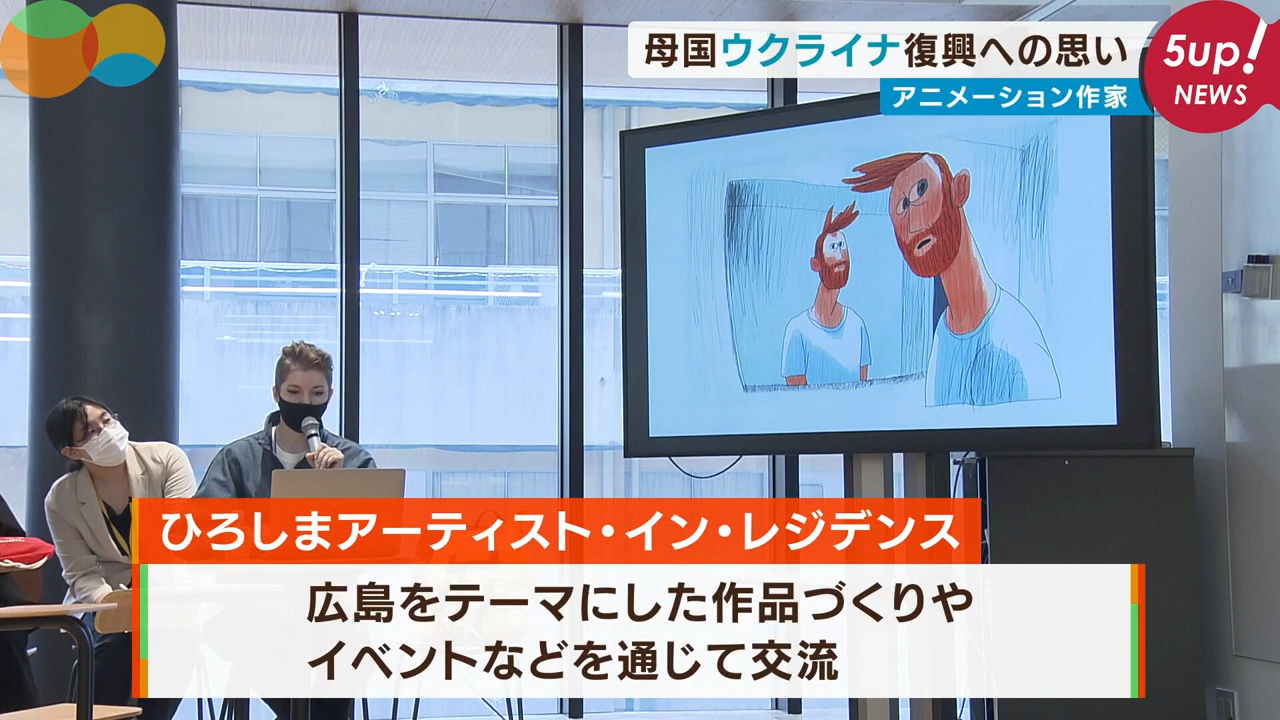 母国ウクライナ復興への思い
アニメーション作家
5up!
NEWS
ひろしまアーティスト・イン・レジデンス
広島をテーマにした作品づくりや
イベントなどを通じて交流